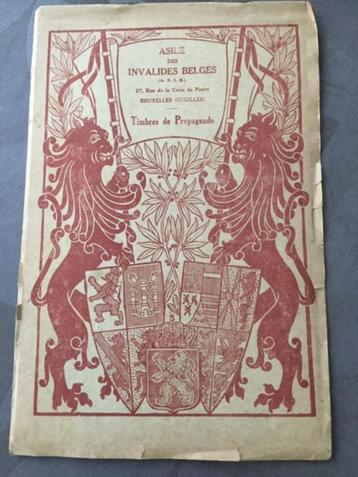 ASILE
DES
INVALIDES BELGES
(A. S. I. B.)
27, Rue de la Croix de Pierre
BRUXELLES (ST-GILLES)
Timbres de Propagande